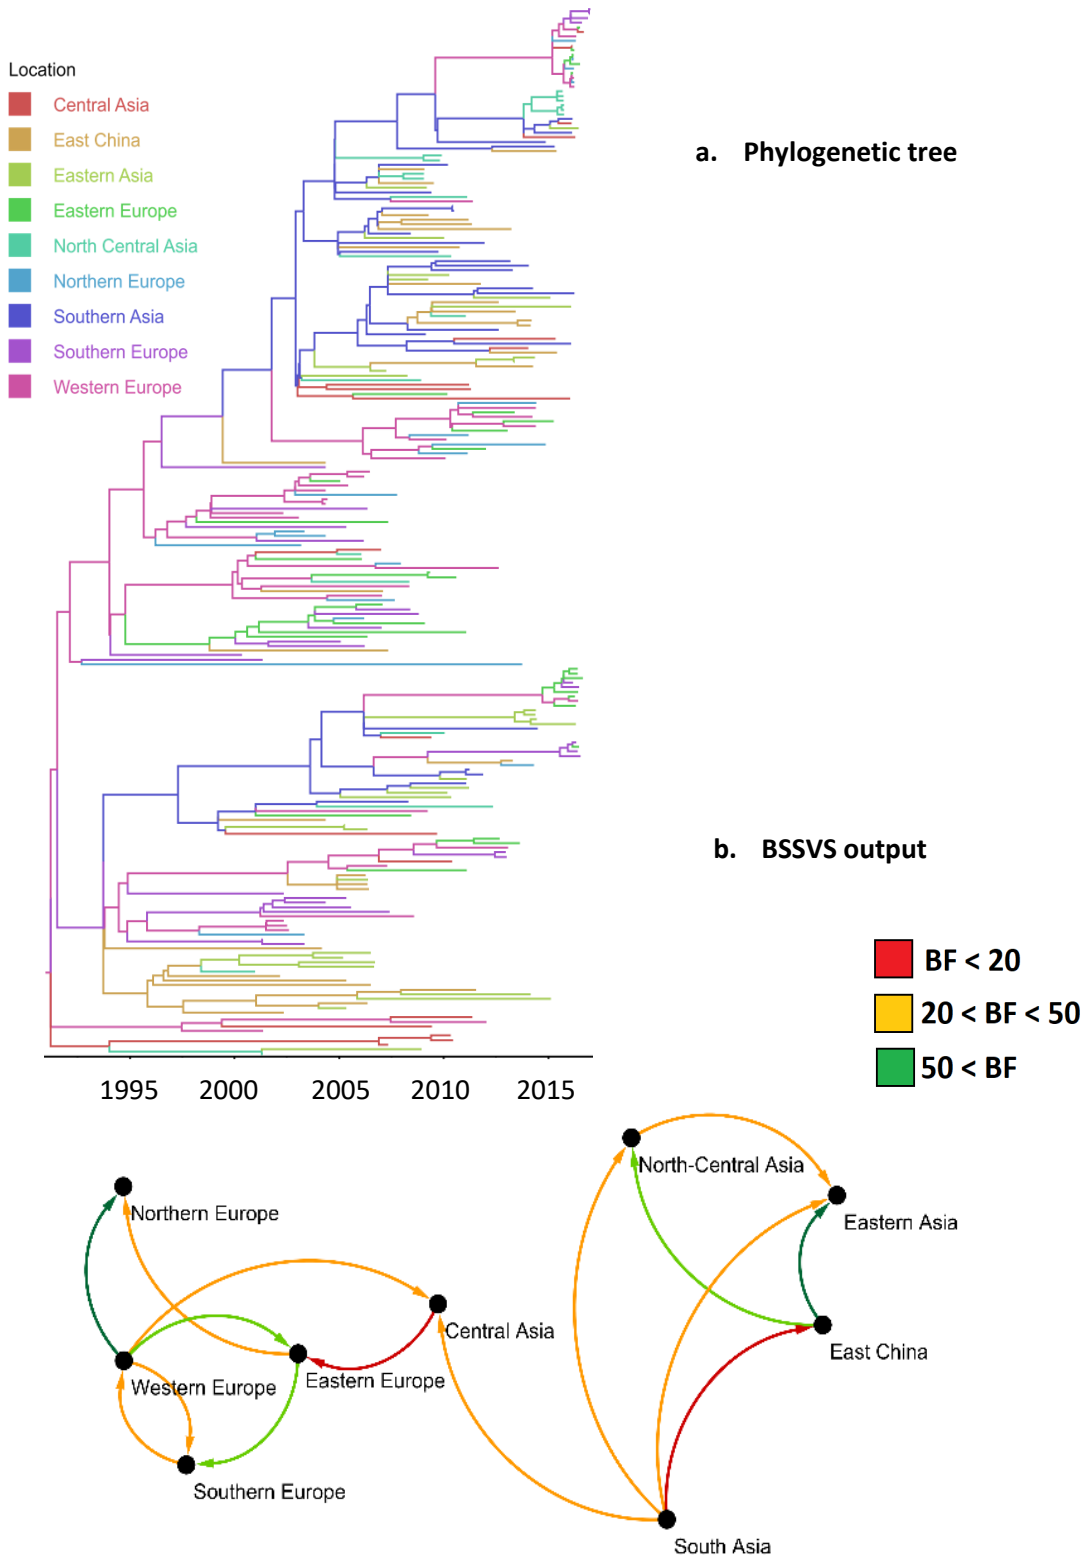 Location
Central Asia
East China
Eastern Asia
Eastern Europe
North Central Asia
Northern Europe
Southern Asia
Southern Europe
Western Europe
a. Phylogenetic tree
b. BSSVS output
BF < 20
20 < BF < 50
50 < BF
1995 2000 2005 2010 2015
North-Central Asia
Northern Europe
Eastern Asia
Central Asia
East China
Western Europe
Eastern Europe
Southern Europe
South Asia